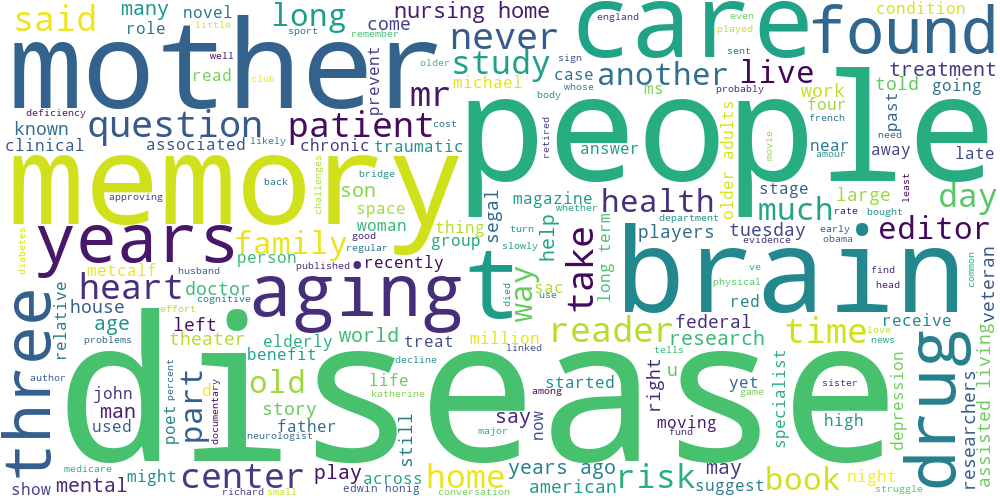 said many novel long nursing home come care found condition
role little england even
mother never sport remember played well sent sign
read prevent study another live treatment
club older case whose probably told going
deficiency mr michael ms body work four past
question patient people french
known cost
clinical associated likely chronic traumatic answer near away late
memory back bridge retired amour need
approving challenges son magazine whether movie older adults stage least
space department large day
years woman good turn thing segal health much rate bought
family regular group help players tuesday early editor
diabetes person published recently slowly evidence obama
metcalf husband long term ve find common
heart doctor aging t way sac take brain physical head veteran
house cognitive died use red receive
three relative age effort left world million reader federal time love
problems theater elderly treat linked research news
disease benefit decline tells u
author percent old started right yet
john d life katherine among sister specialist drug
man part documentary story say now game high depression researchers assisted living
used poet father still major moving
neurologist fund
might center play across years ago risk may book night
show mental home american suggest struggle
medicare richard small edwin honig conversation